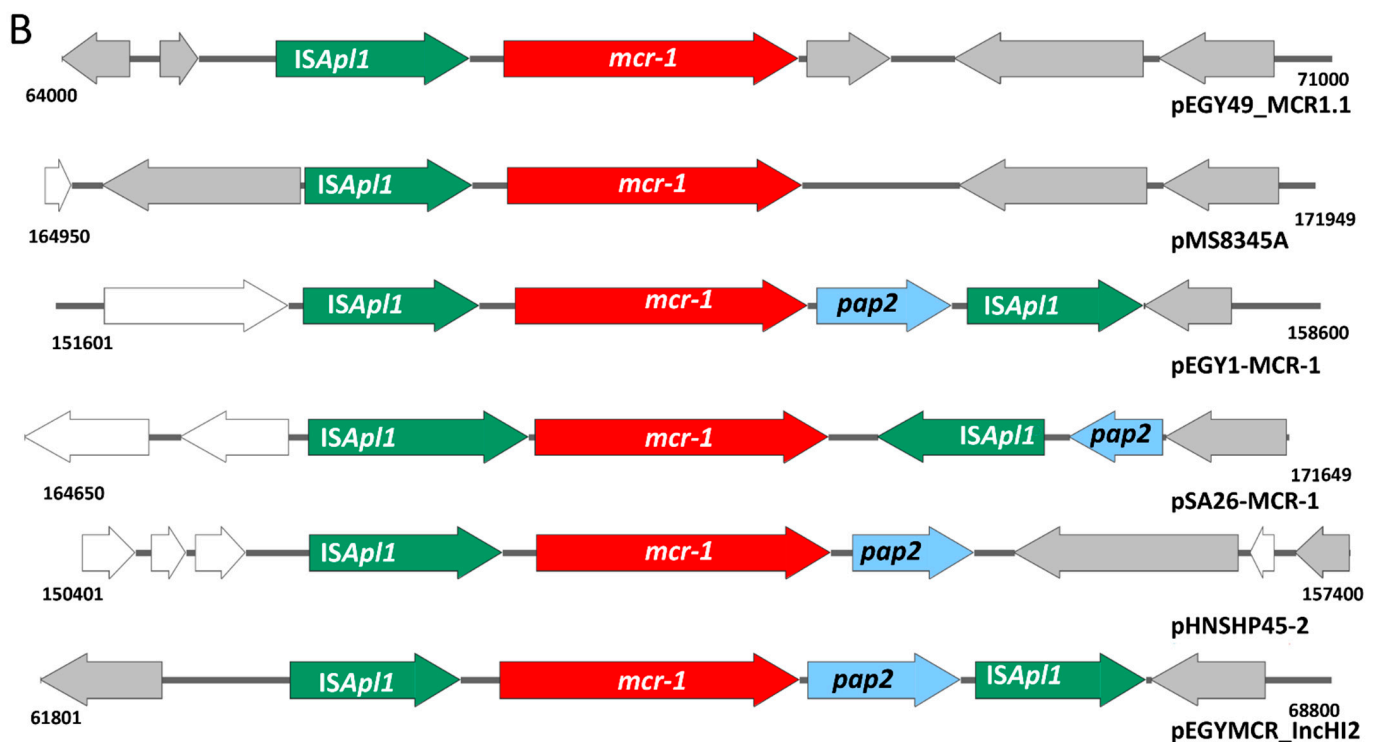 B
ISApl1 mcr-1
64000 71000
pEGY49_MCR1.1
ISApl1 mcr-1
164950 171949
pMS8345A
ISApl1 mcr-1 pap2 ISApl1
151601 158600
pEGY1-MCR-1
ISApl1 mcr-1 ISApl1 pap2
164650 171649
pSA26-MCR-1
ISApl1 mcr-1 pap2
150401 157400
pHNSHP45-2
ISApl1 mcr-1 pap2 ISApl1
61801 68800
pEGYMCR_IncHI2